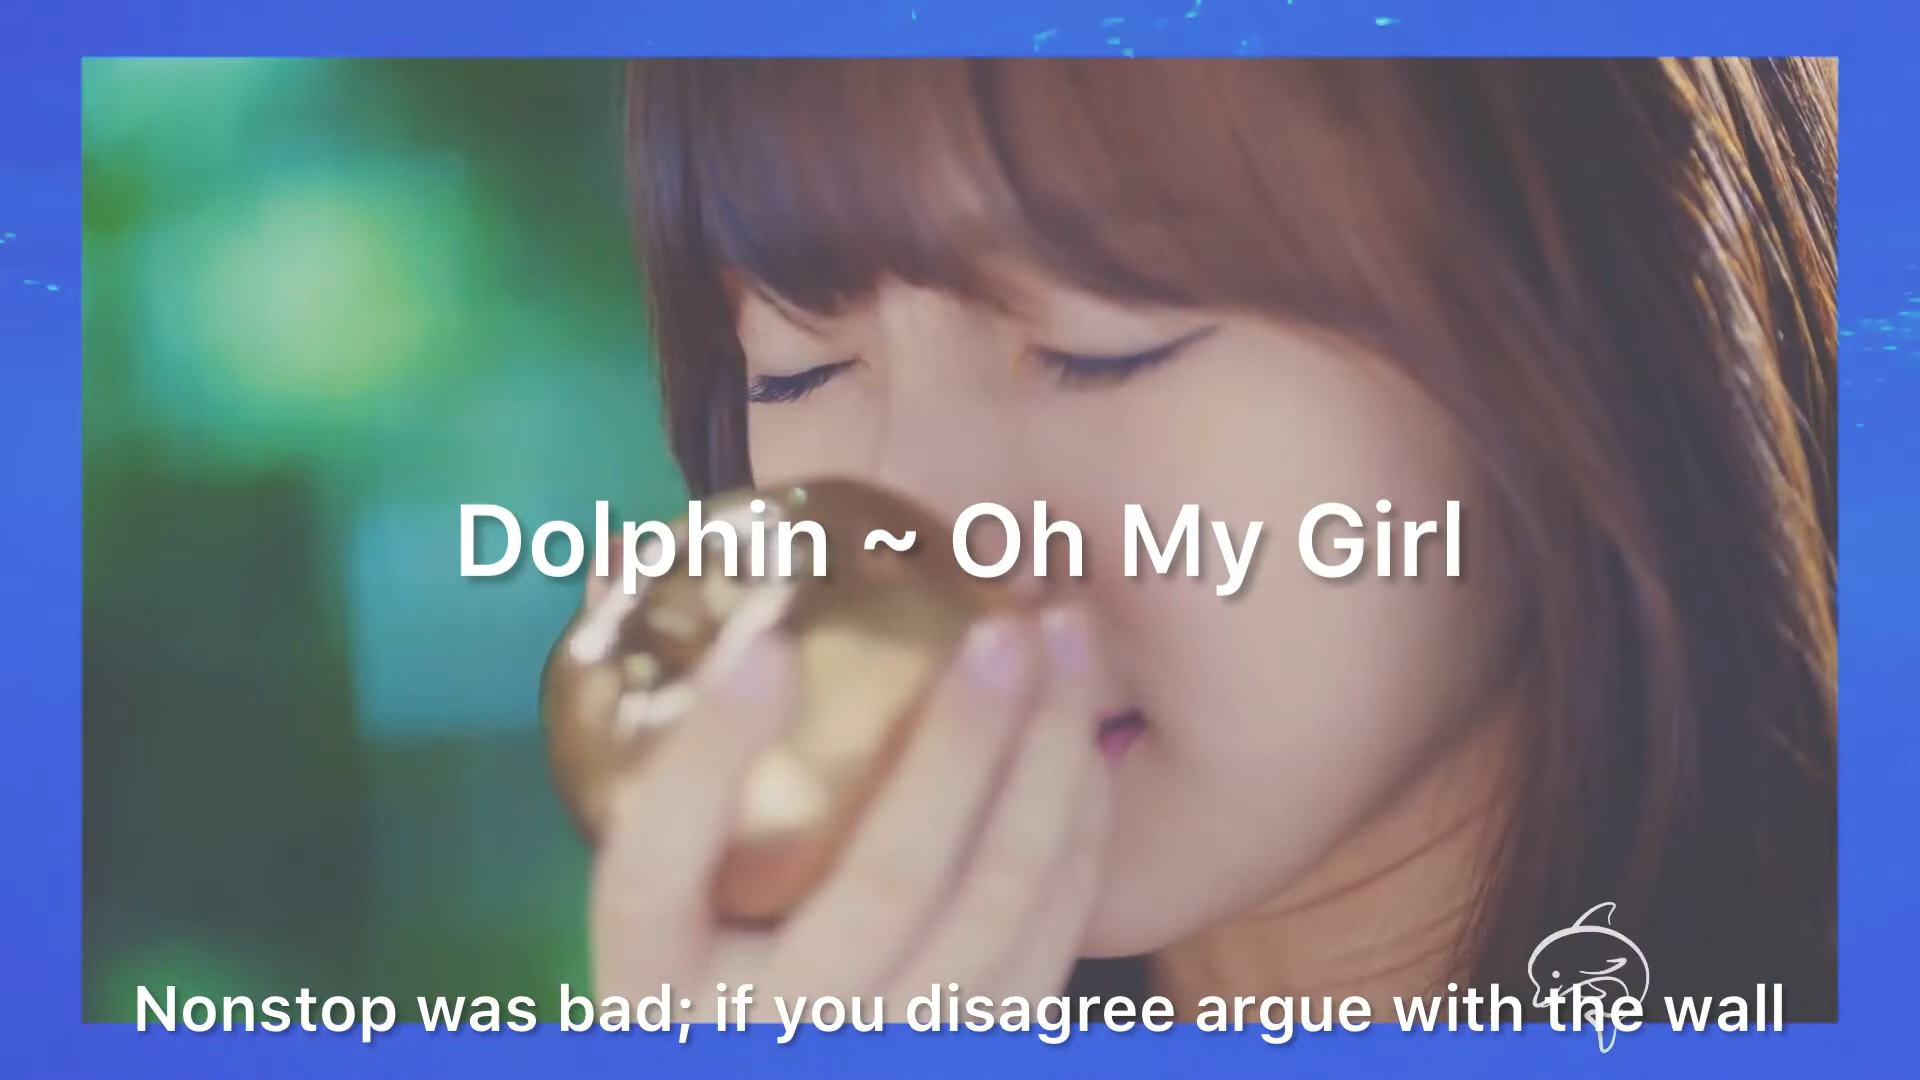 Dolphin ~ Oh My Girl
Nonstop was bad; if you disagree argue with the wall